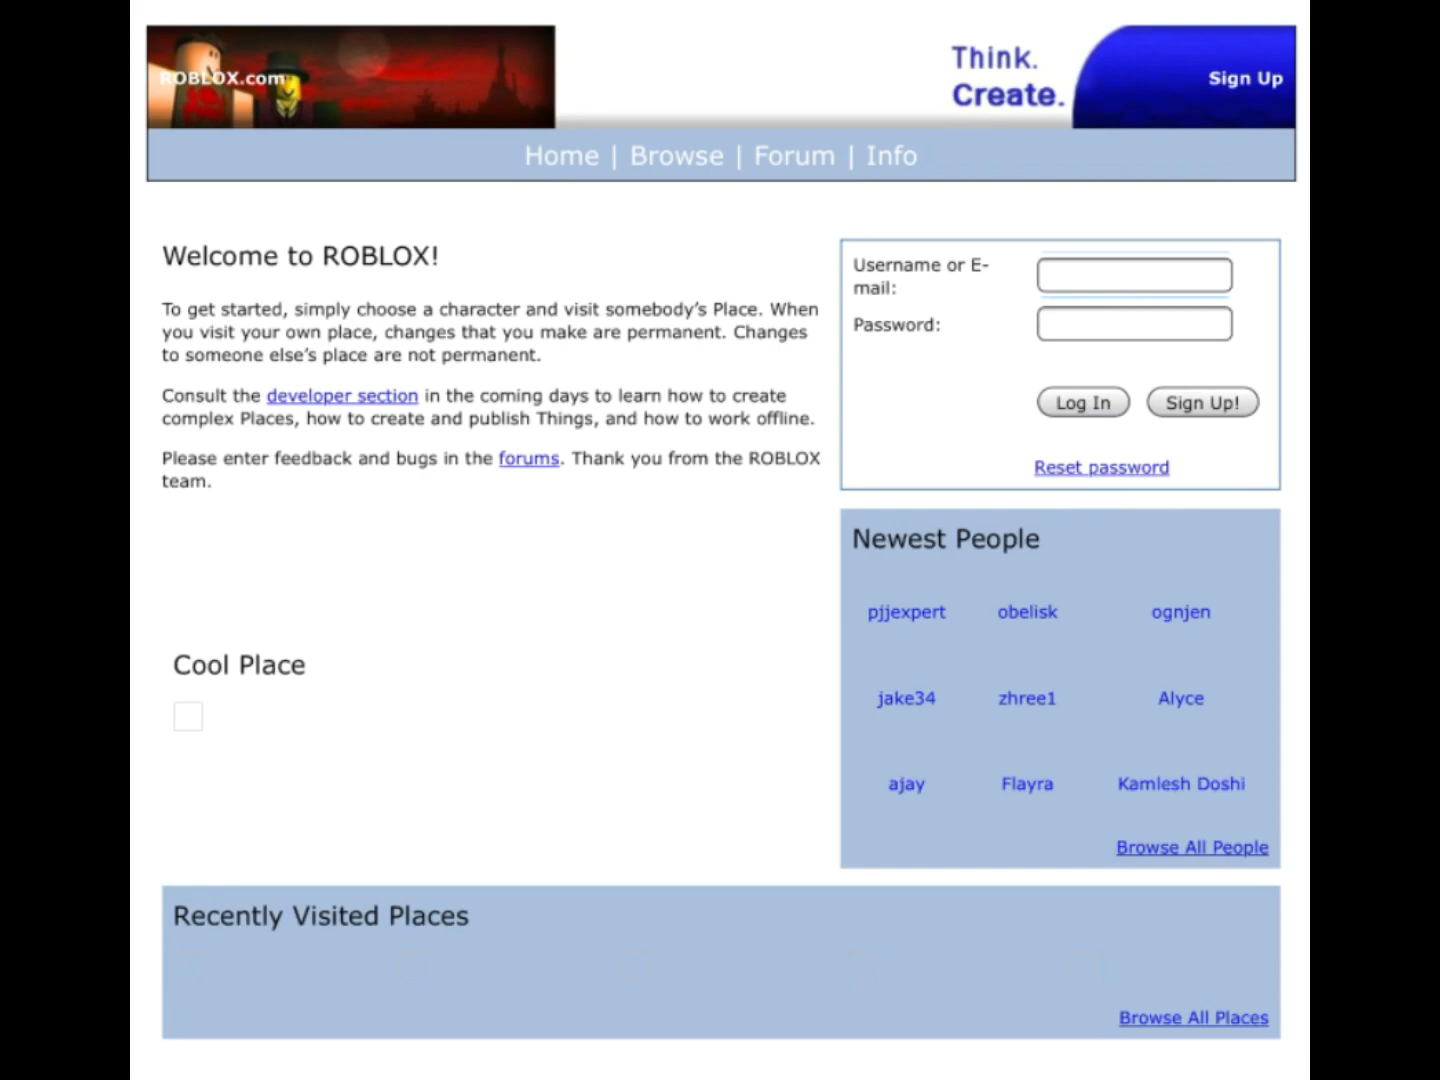 ROBLOX.com
Think.
Create.
Sign Up
Home | Browse | Forum | Info
Welcome to ROBLOX!
To get started, simply choose a character and visit somebody's Place. When
you visit your own place, changes that you make are permanent. Changes
to someone else's place are not permanent.
Consult the developer section in the coming days to learn how to create
complex Places, how to create and publish Things, and how to work offline.
Please enter feedback and bugs in the forums. Thank you from the ROBLOX
team.
Cool Place
Username or E-
mail:
Password:
Log In
Sign Up!
Reset password
Newest People
pjjexpert obelisk ognjen
jake34 zhree1 Alyce
ajay Flayra Kamlesh Doshi
Browse All People
Recently Visited Places
Browse All Places